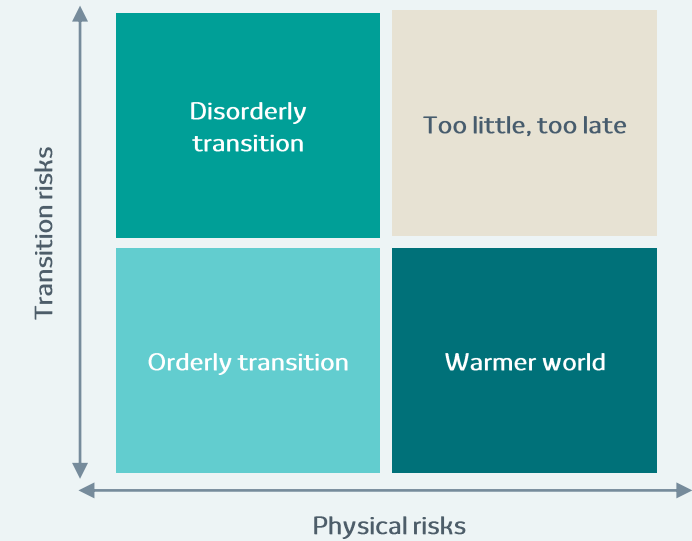 Disorderly
transition
Too little, too late
Transition risks
Orderly transition
Warmer world
Physical risks